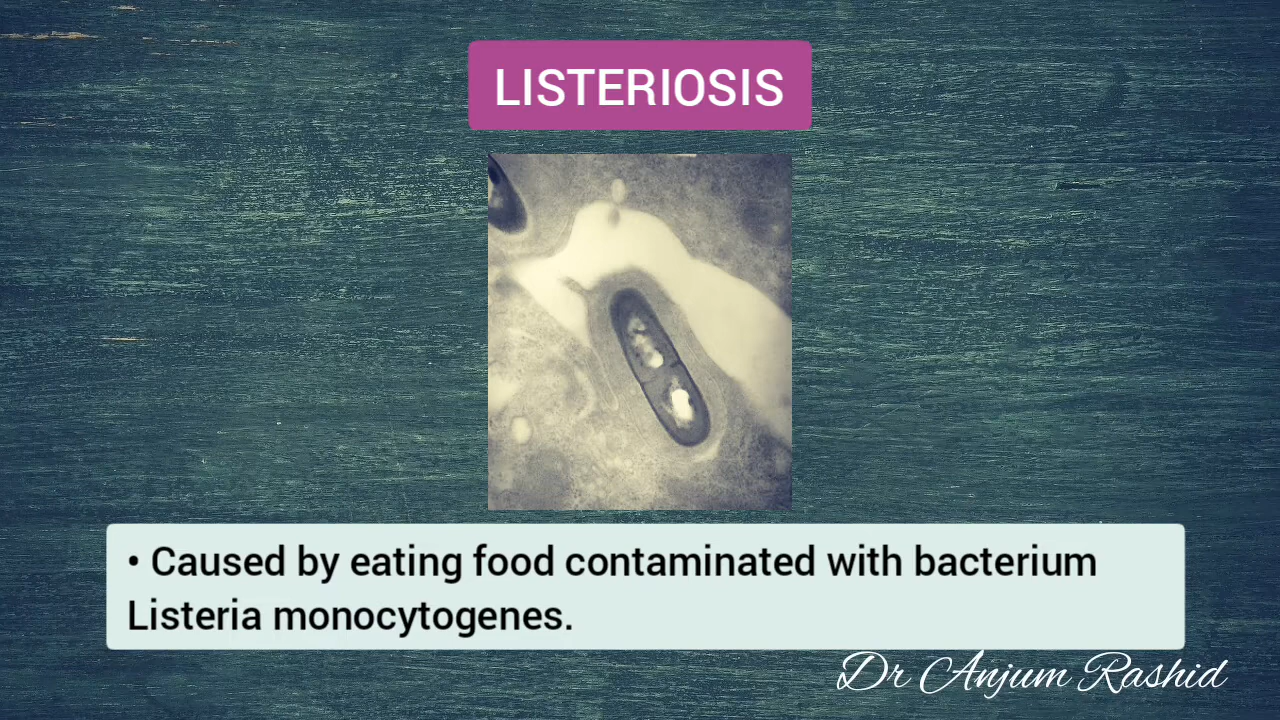 LISTERIOSIS
• Caused by eating food contaminated with bacterium
Listeria monocytogenes.
Dr Anjum Rashid